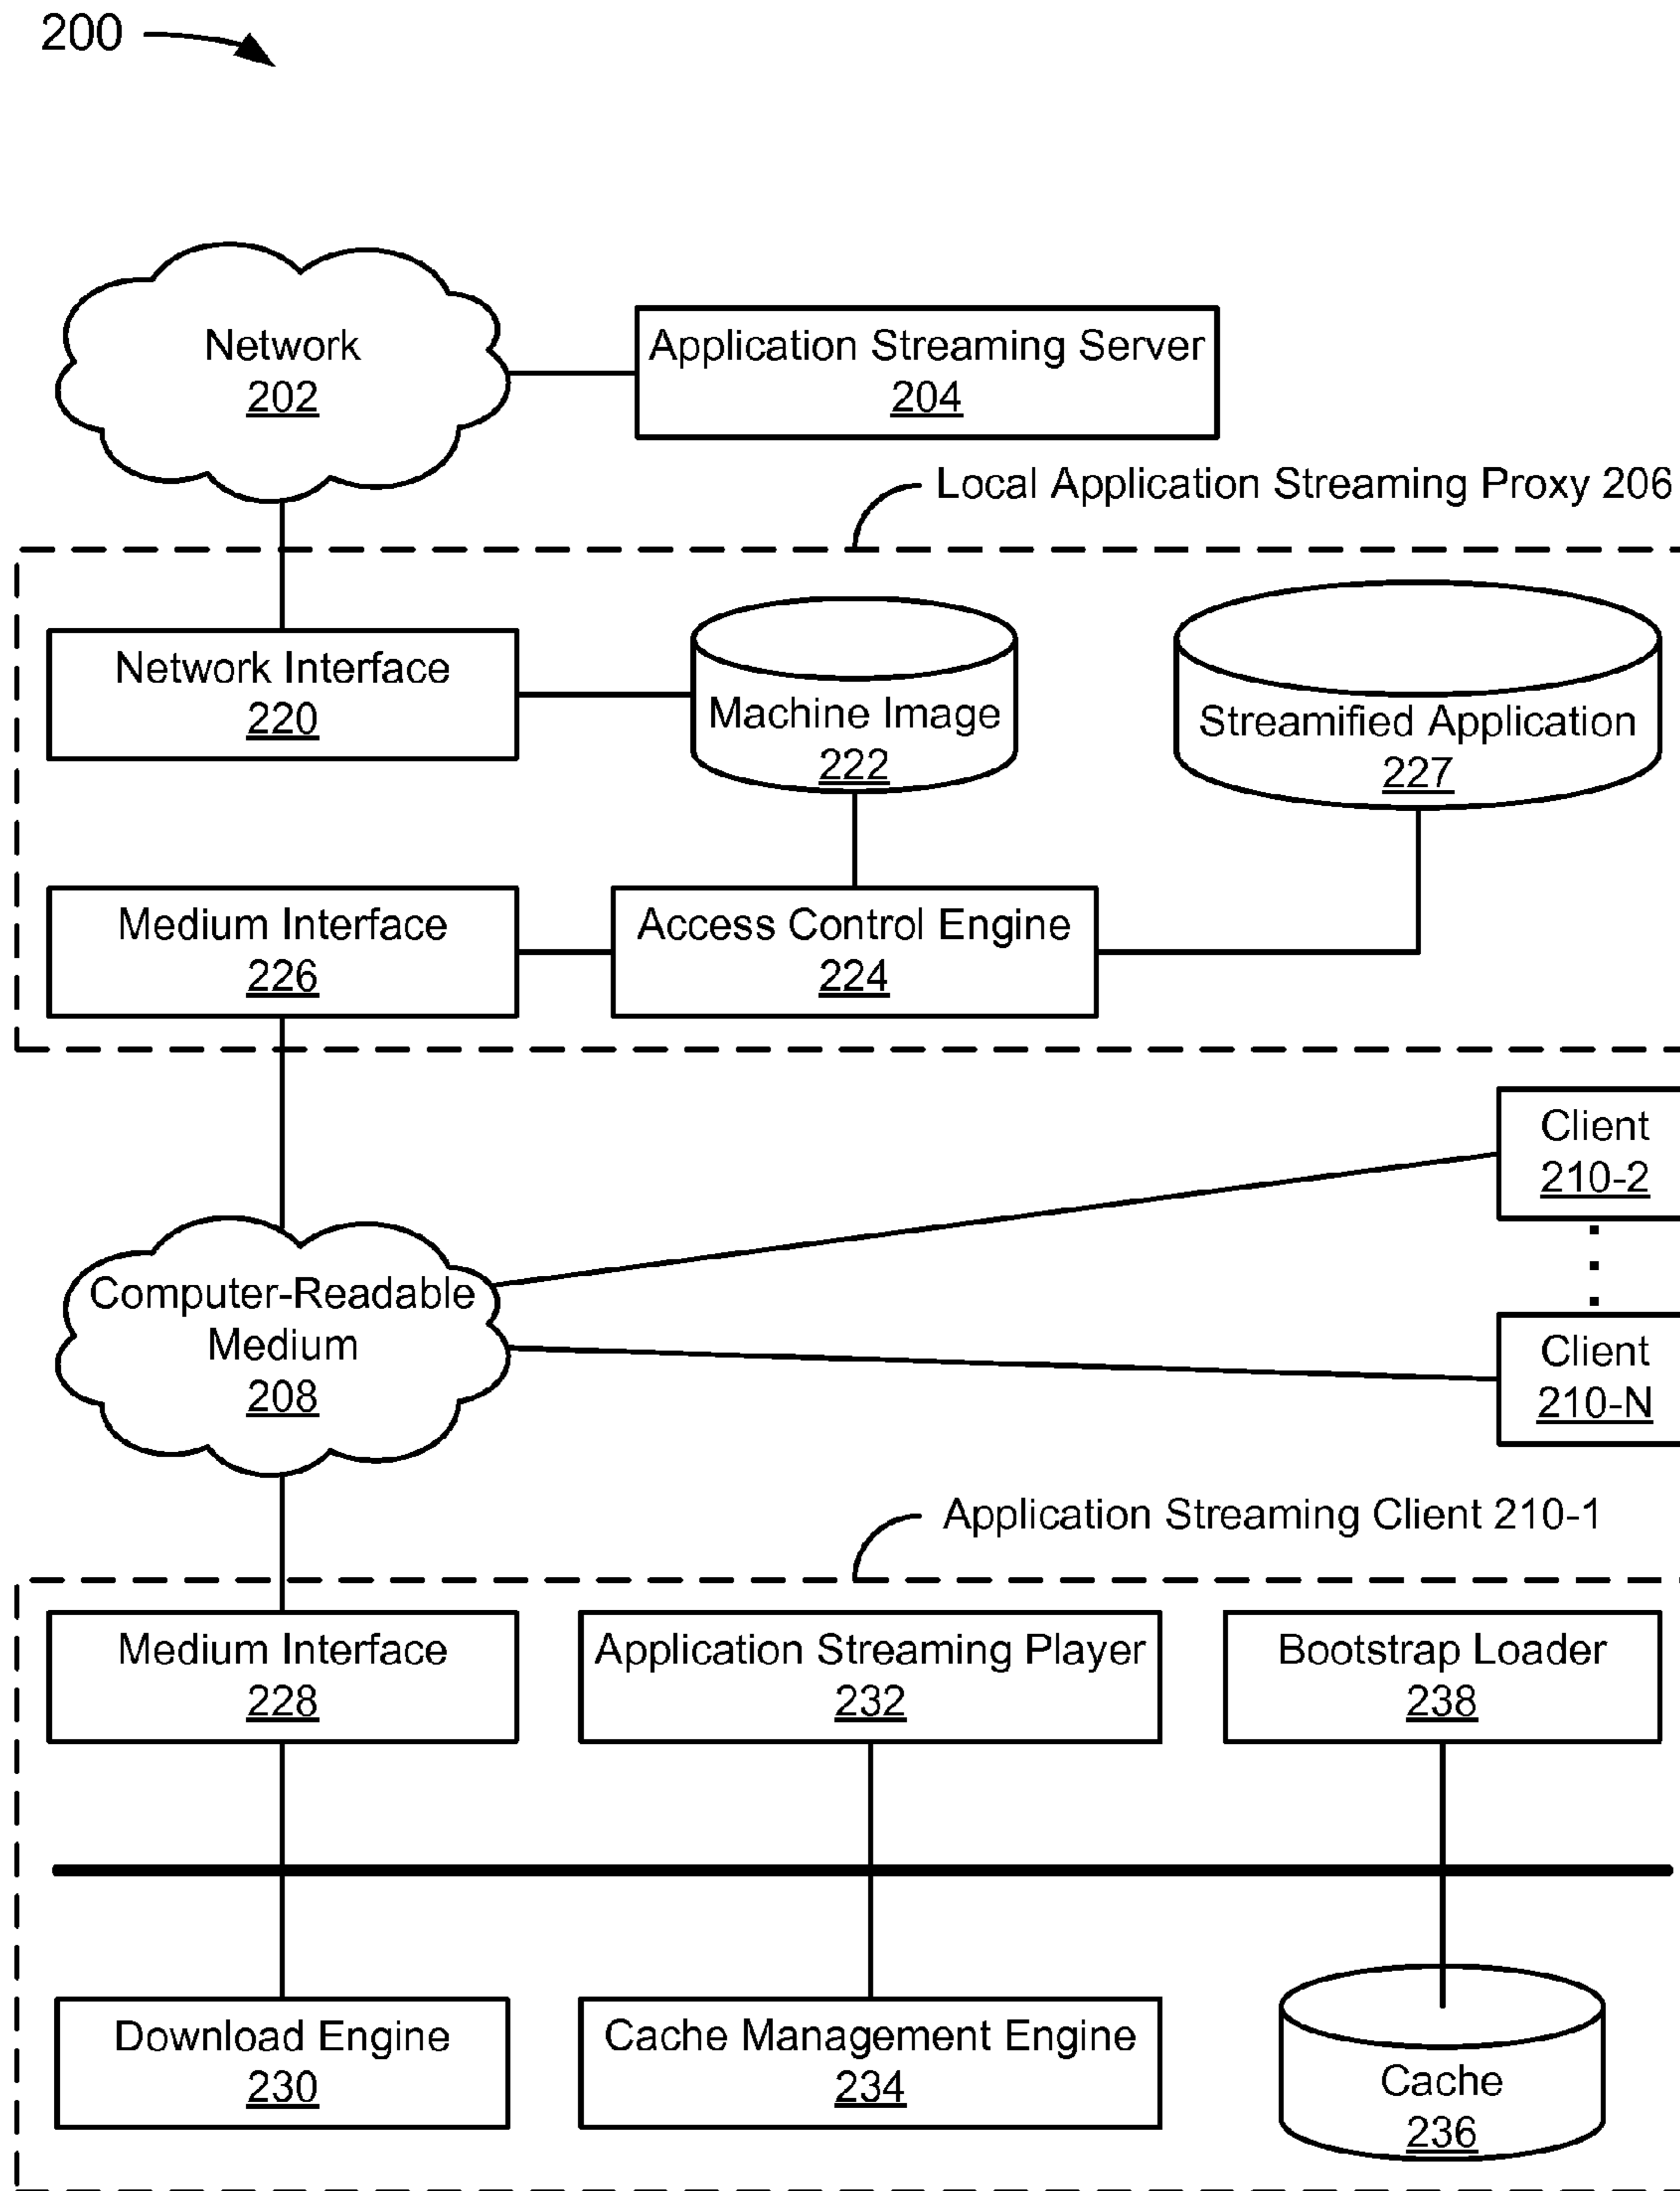 200
Network
202
Application Streaming Server
204
Local Application Streaming Proxy 206
Network Interface
220
Machine Image
222
Streamified Application
227
Medium Interface
226
Access Control Engine
224
Client
210-2
Computer-Readable
Medium
208
Client
210-N
Application Streaming Client 210-1
Medium Interface
228
Application Streaming Player
232
Bootstrap Loader
238
Download Engine
230
Cache Management Engine
234
Cache
236